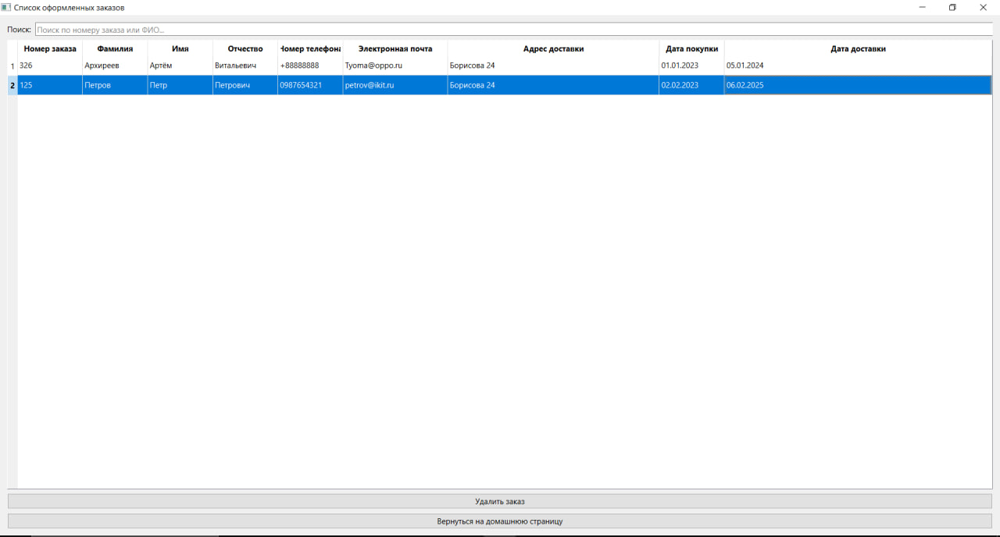 Список оформленных заказов
Поиск: Поиск по номеру заказа или ФИО...
Номер заказа Фамилия Имя Отчество Номер телефона Электронная почта Адрес доставки Дата покупки Дата доставки
1 326 Архиреев Артём Витальевич +88888888 Tyoma@oppo.ru Борисова 24 01.01.2023 05.01.2024
2 125 Петров Петр Петрович 0987654321 petrov@ikit.ru Борисова 24 02.02.2023 06.02.2025
Удалить заказ
Вернуться на домашнюю страницу